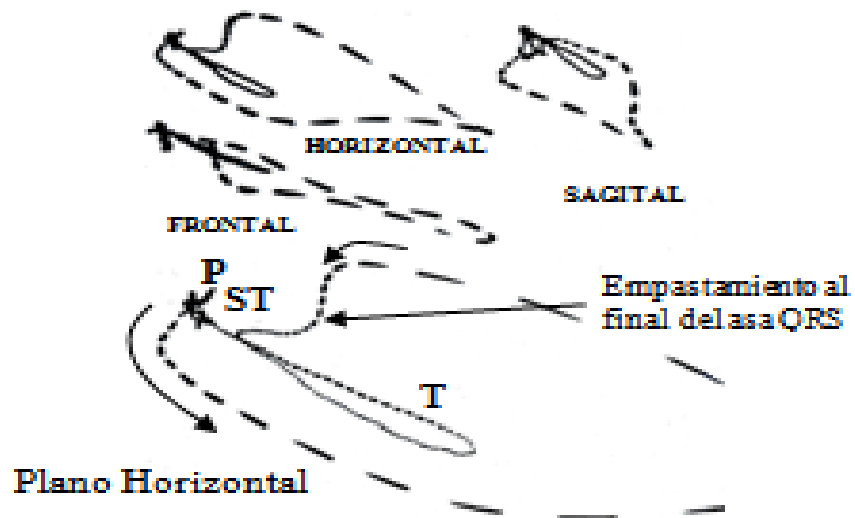 HORIZONTAL
SAGITAL
FRONTAL
P
ST
Empastamiento al
final del asa QRS
T
Plano Horizontal